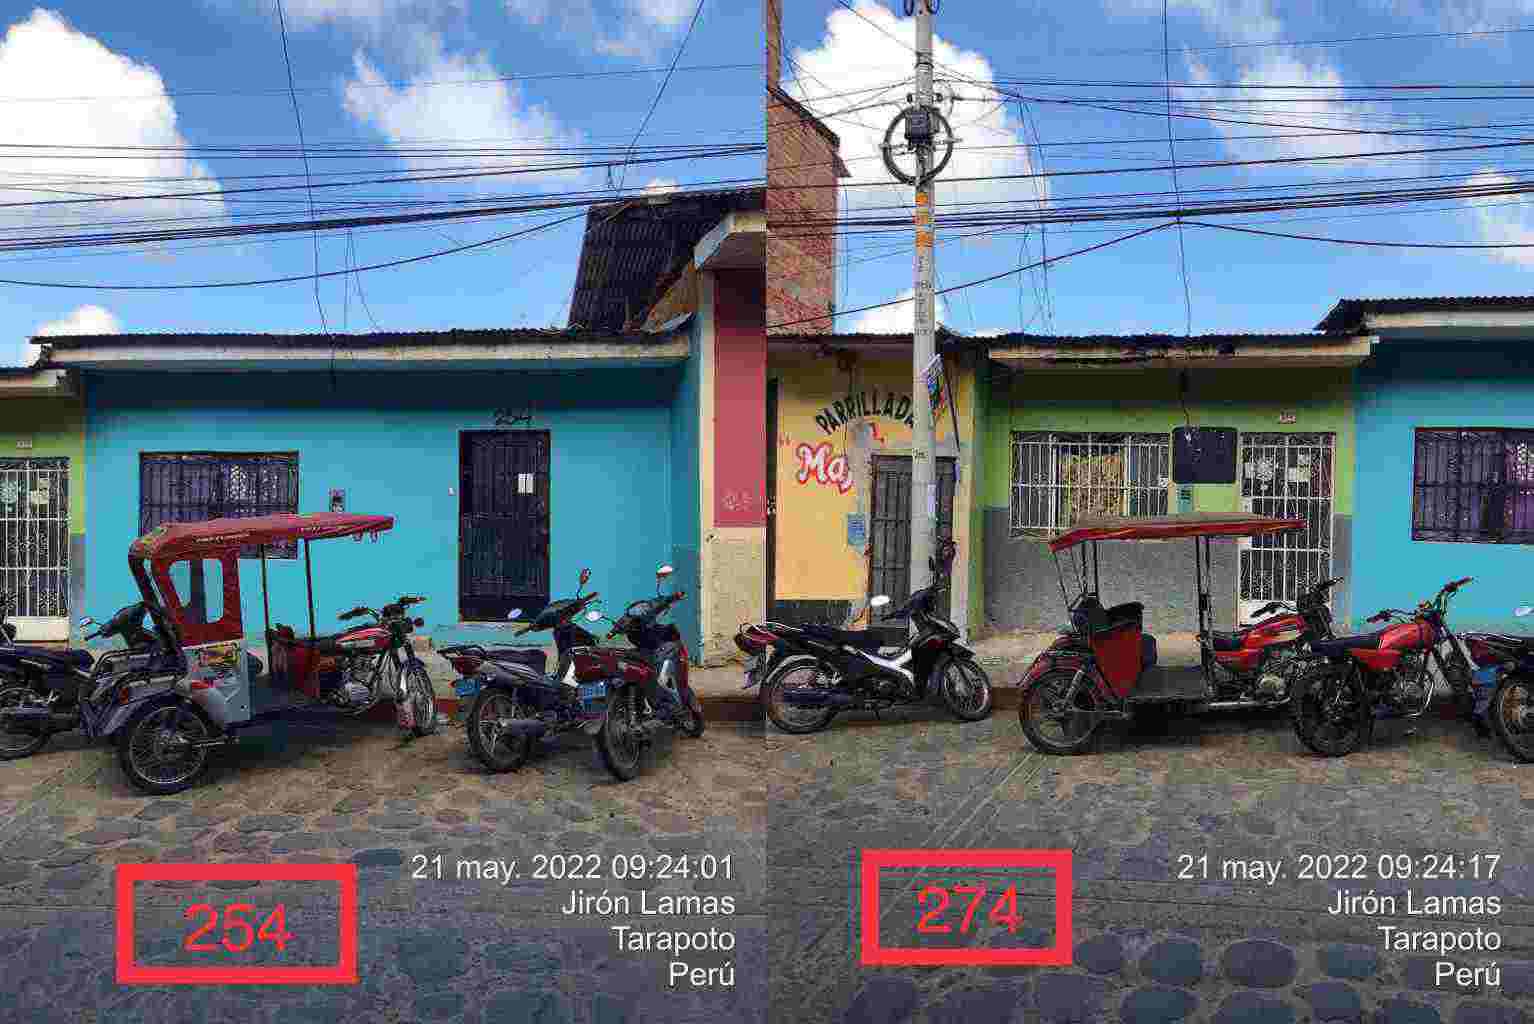 254
254
21 may. 2022 09:24:01
Jirón Lamas
Tarapoto
Perú
PARRILLADA
274
21 may. 2022 09:24:17
Jirón Lamas
Tarapoto
Perú